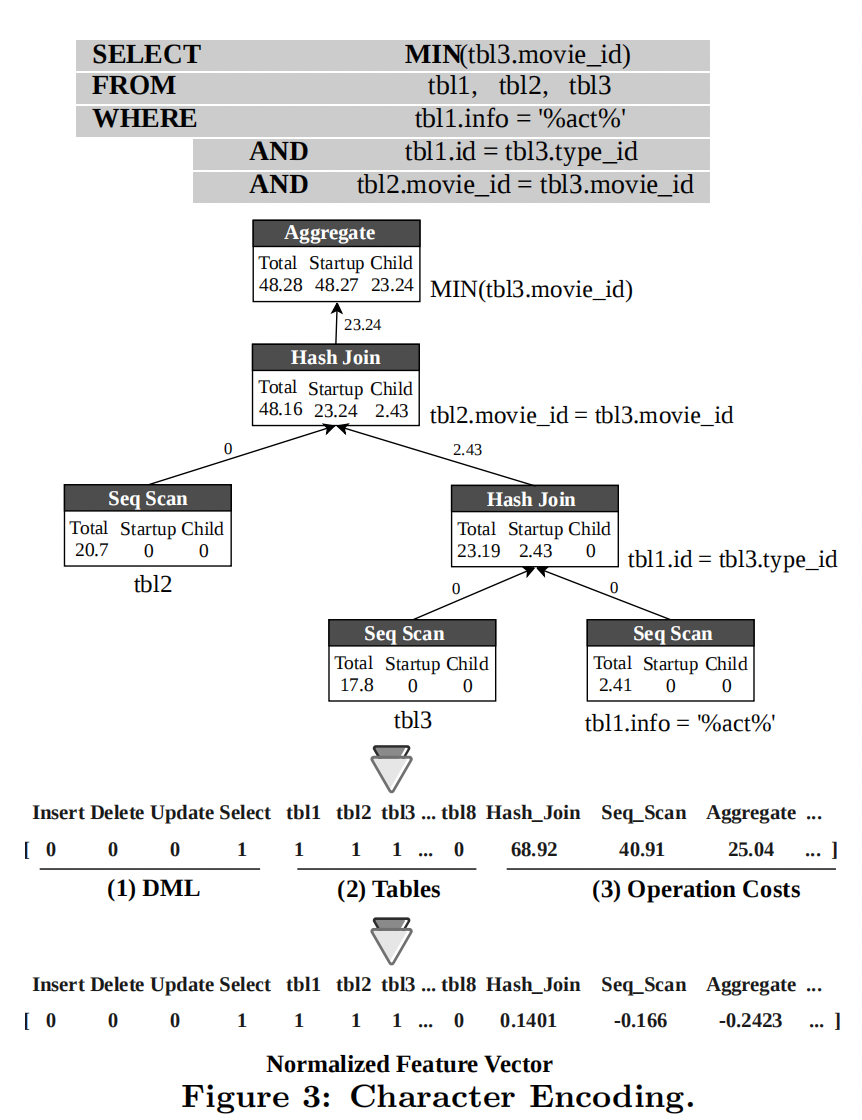 SELECT MIN(tbl3.movie_id)
FROM tbl1, tbl2, tbl3
WHERE tbl1.info = '%act%'
AND tbl1.id = tbl3.type_id
AND tbl2.movie_id = tbl3.movie_id
Aggregate
Total Startup Child
48.28 48.27 23.24
MIN(tbl3.movie_id)
23.24
Hash Join
Total Startup Child
48.16 23.24 2.43
tbl2.movie_id = tbl3.movie_id
0 2.43
Seq Scan
Total Startup Child
20.7 0 0
tbl2
Hash Join
Total Startup Child
23.19 2.43 0
tbl1.id = tbl3.type_id
0 0
Seq Scan
Total Startup Child
17.8 0 0
tbl3
Seq Scan
Total Startup Child
2.41 0 0
tbl1.info = '%act%'
Insert Delete Update Select tbl1 tbl2 tbl3 ... tbl8 Hash_Join Seq_Scan Aggregate ...
[ 0 0 0 1 1 1 1 ... 0 68.92 40.91 25.04 ... ]
(1) DML (2) Tables (3) Operation Costs
Insert Delete Update Select tbl1 tbl2 tbl3 ... tbl8 Hash_Join Seq_Scan Aggregate ...
[ 0 0 0 1 1 1 1 ... 0 0.1401 -0.166 -0.2423 ... ]
Normalized Feature Vector
Figure 3: Character Encoding.